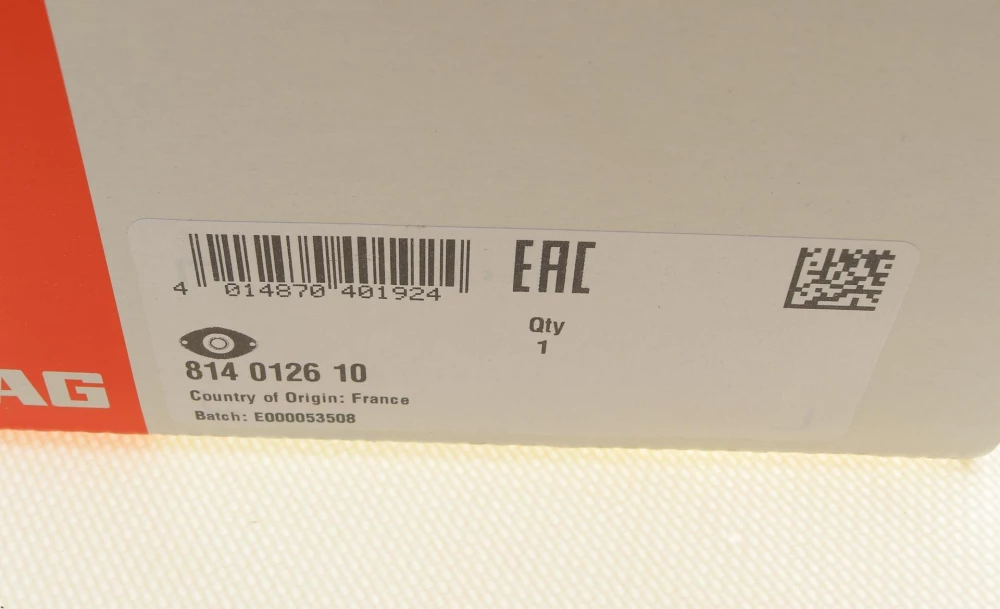 AG
4 014870 401924
EAC
Qty
1
814 0126 10
Country of Origin: France
Batch: E000053508